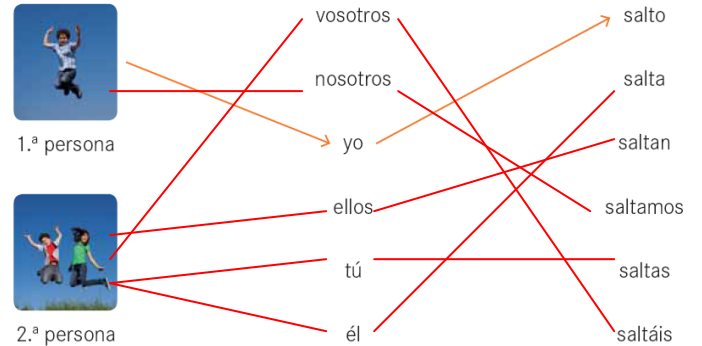 vosotros
salto
nosotros
salta
1.ª persona
yo
saltan
ellos
saltamos
tú
saltas
2.ª persona
él
saltáis